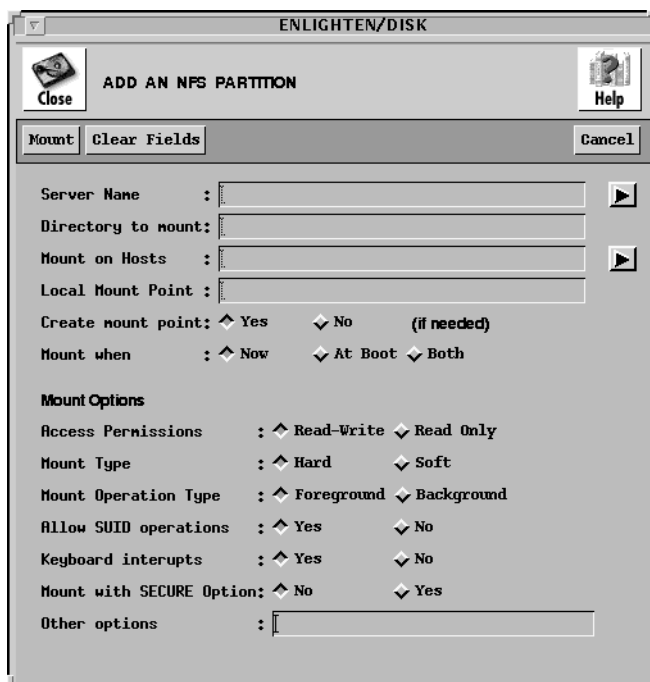 ENLIGHTEN/DISK
Close
ADD AN NFS PARTITION
Help
Mount Clear Fields Cancel
Server Name :
Directory to mount:
Mount on Hosts :
Local Mount Point :
Create mount point: Yes No (if needed)
Mount when : Now At Boot Both
Mount Options
Access Permissions : Read-Write Read Only
Mount Type : Hard Soft
Mount Operation Type : Foreground Background
Allow SUID operations : Yes No
Keyboard interupts : Yes No
Mount with SECURE Option: No Yes
Other options :